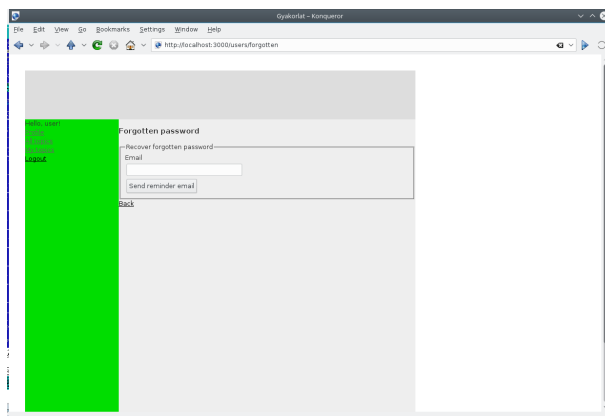 Gyakorlat – Konqueror
File Edit View Go Bookmarks Settings Window Help
http://localhost:3000/users/forgotten
Hello, user!
Profile
Logout
Forgotten password
Recover forgotten password
Email
Send reminder email
Back